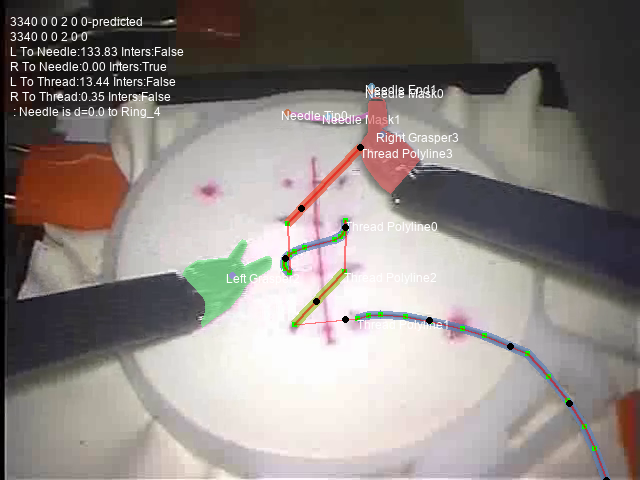 3340 0 0 2 0 0-predicted
3340 0 0 2 0 0
L To Needle:133.83 Inters:False
R To Needle:0.00 Inters:True
L To Thread:13.44 Inters:False
R To Thread:0.35 Inters:False
: Needle is d=0.0 to Ring_4
Needle End1
Needle Mask0
Needle Tip0
Needle Mask1
Right Grasper3
Thread Polyline3
Thread Polyline0
Left Grasper2
Thread Polyline2
Thread Polyline1